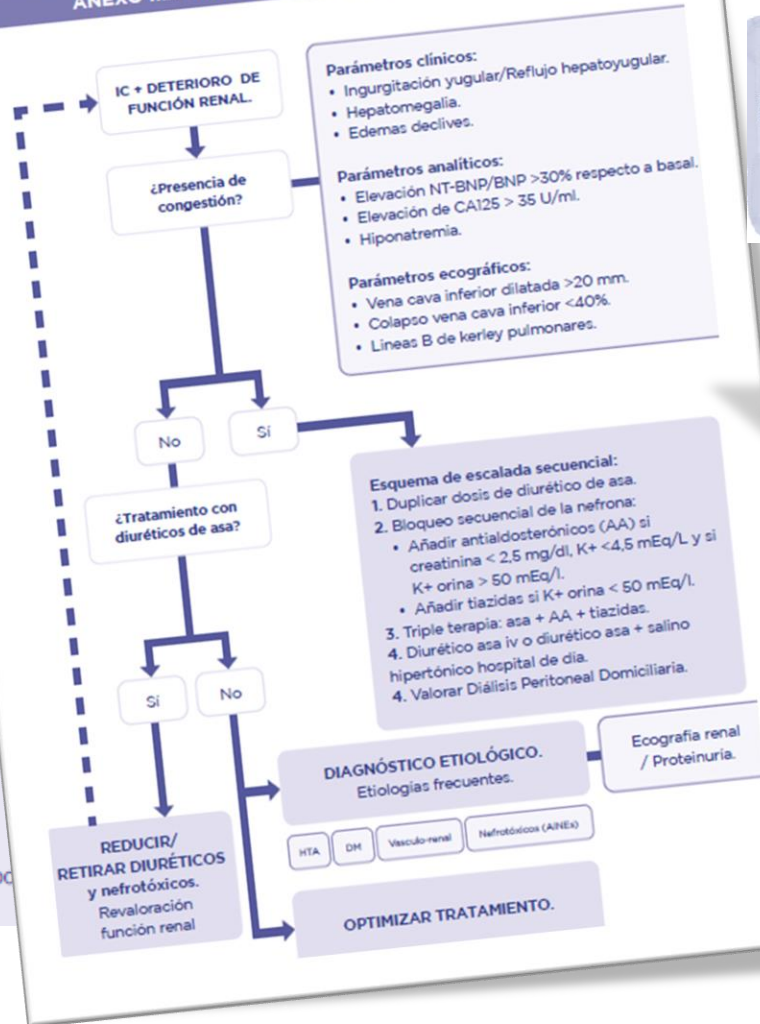 ANEXO
IC + DETERIORO DE
FUNCIÓN RENAL.
¿Presencia de
congestión?
Parámetros clínicos:
• Ingurgitación yugular/Reflujo hepatoyugular.
• Hepatomegalia.
• Edemas declives.
Parámetros analíticos:
• Elevación NT-BNP/BNP >30% respecto a basal.
• Elevación de CA125 > 35 U/ml.
• Hiponatremia.
Parámetros ecográficos:
• Vena cava inferior dilatada >20 mm.
• Colapso vena cava inferior <40%.
• Lineas B de kerley pulmonares.
No
Sí
¿Tratamiento con
diuréticos de asa?
Esquema de escalada secuencial:
1. Duplicar dosis de diurético de asa.
2. Bloqueo secuencial de la nefrona:
• Añadir antialdosterónicos (AA) si
creatinina < 2,5 mg/dl, K+ <4,5 mEq/L y si
K+ orina > 50 mEq/l.
• Añadir tiazidas si K+ orina < 50 mEq/l.
3. Triple terapia: asa + AA + tiazidas.
4. Diurético asa iv o diurético asa + salino
hipertónico hospital de día.
4. Valorar Diálisis Peritoneal Domiciliaria.
Sí
No
DIAGNÓSTICO ETIOLÓGICO.
Etiologías frecuentes.
Ecografia renal
/ Proteinuría.
HTA
DM
Vasculo-renal
Nefrotóxicos (AINEx)
REDUCIR/
RETIRAR DIURÉTICOS
y nefrotóxicos.
Revaloración
función renal
OPTIMIZAR TRATAMIENTO.